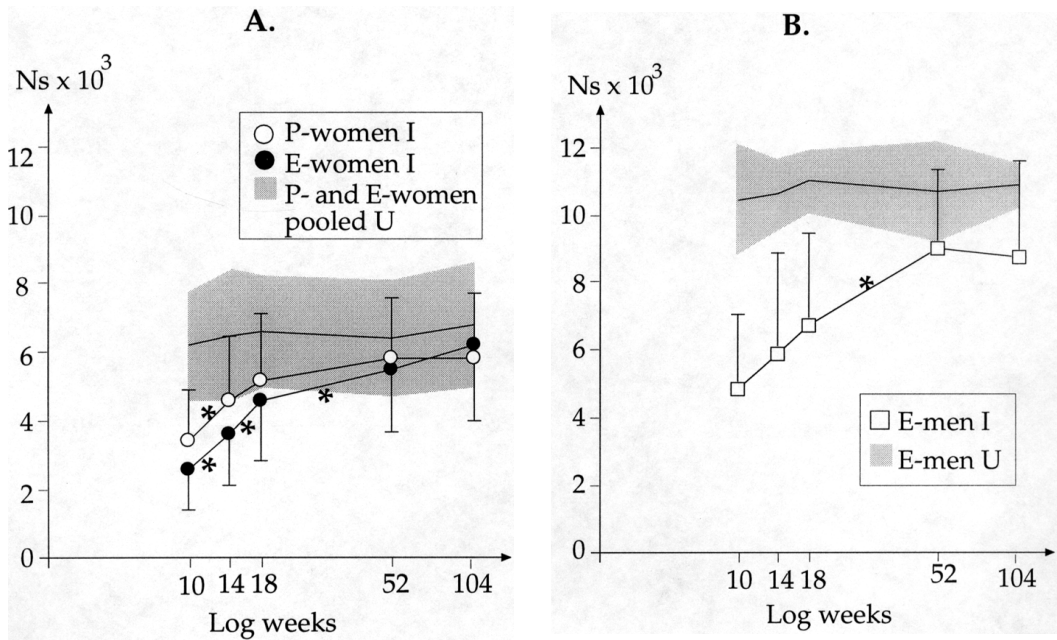 A.
Ns x 10³
12
10
8
6
4
2
0
P-women I
E-women I
P- and E-women
pooled U
*
*
*
*
10 14 18 52 104
Log weeks
B.
Ns x 10³
12
10
8
6
4
2
0
*
E-men I
E-men U
10 14 18 52 104
Log weeks